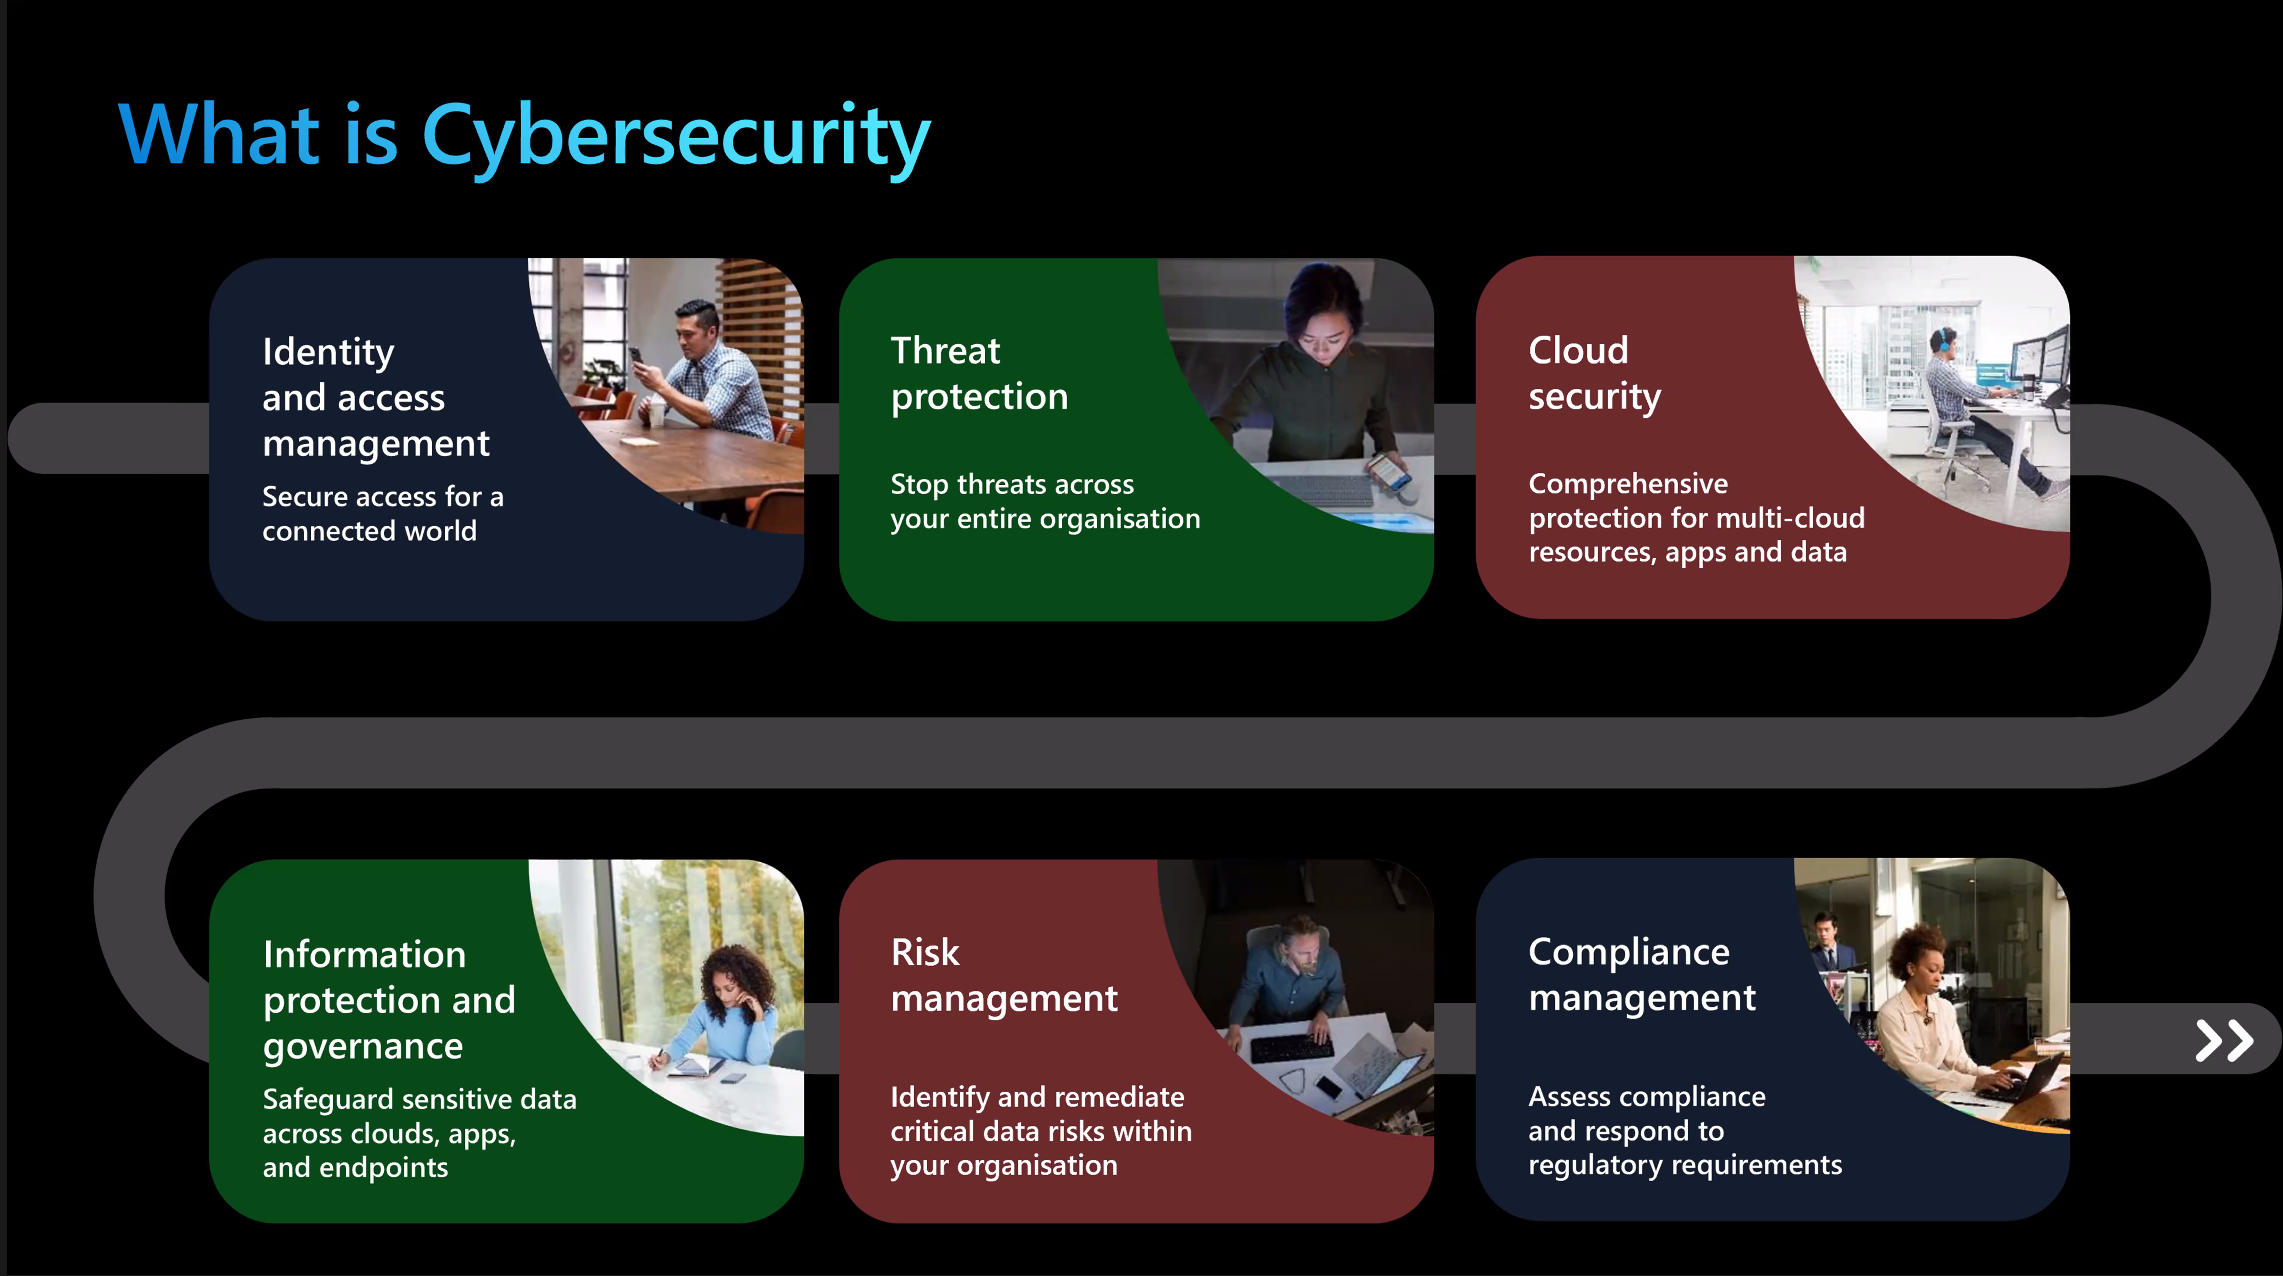 What is Cybersecurity
Identity
and access
management
Secure access for a
connected world
Threat
protection
Stop threats across
your entire organisation
Cloud
security
Comprehensive
protection for multi-cloud
resources, apps and data
Information
protection and
governance
Safeguard sensitive data
across clouds, apps,
and endpoints
Risk
management
Identify and remediate
critical data risks within
your organisation
Compliance
management
Assess compliance
and respond to
regulatory requirements